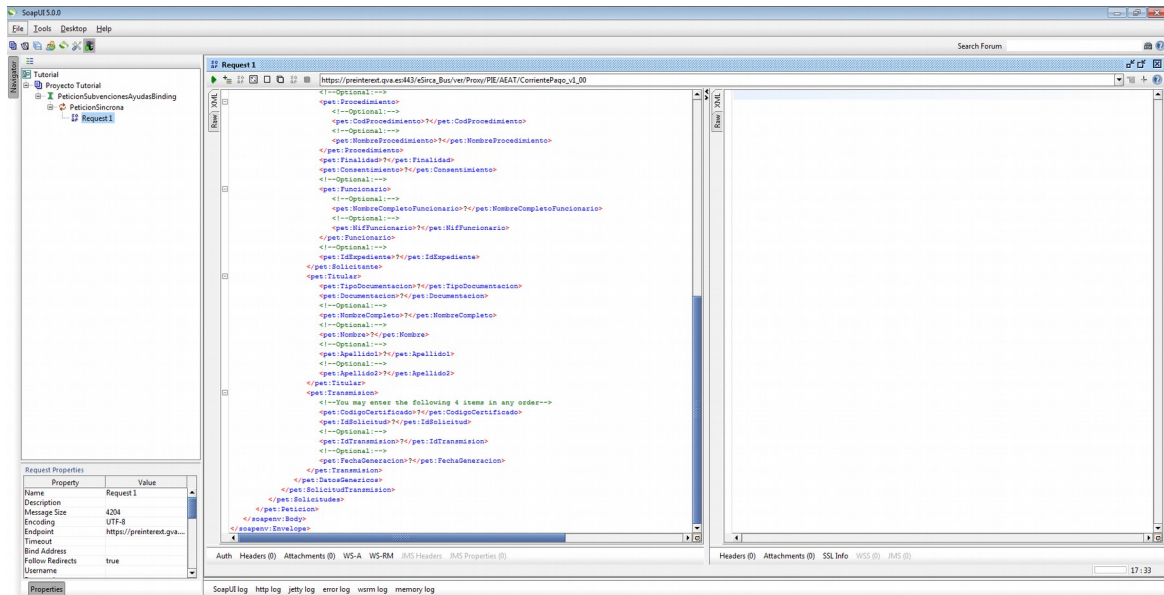 SoapUI 5.0.0
File Tools Desktop Help
Search Forum
Navigator
Tutorial
Proyecto Tutorial
PeticionSubvencionesAyudasBinding
PeticionSincrona
Request 1
Request Properties
Property Value
Name Request 1
Description
Message Size 4204
Encoding UTF-8
Endpoint https://preinterext.gva....
Timeout
Bind Address
Follow Redirects true
Username
Properties
Request 1
https://preinterext.gva.es:443/eSirca_Bus/ver/Proxy/PIE/AEAT/CorrientePago_v1_00
XML
Raw
<!--Optional:-->
<pet:Procedimiento>
<!--Optional:-->
<pet:CodProcedimiento>?</pet:CodProcedimiento>
<!--Optional:-->
<pet:NombreProcedimiento>?</pet:NombreProcedimiento>
</pet:Procedimiento>
<pet:Finalidad>?</pet:Finalidad>
<pet:Consentimiento>?</pet:Consentimiento>
<!--Optional:-->
<pet:Funcionario>
<!--Optional:-->
<pet:NombreCompletoFuncionario>?</pet:NombreCompletoFuncionario>
<!--Optional:-->
<pet:NifFuncionario>?</pet:NifFuncionario>
</pet:Funcionario>
<!--Optional:-->
<pet:IdExpediente>?</pet:IdExpediente>
</pet:Solicitante>
<pet:Titular>
<pet:TipoDocumentacion>?</pet:TipoDocumentacion>
<pet:Documentacion>?</pet:Documentacion>
<!--Optional:-->
<pet:NombreCompleto>?</pet:NombreCompleto>
<!--Optional:-->
<pet:Nombre>?</pet:Nombre>
<!--Optional:-->
<pet:Apellido1>?</pet:Apellido1>
<!--Optional:-->
<pet:Apellido2>?</pet:Apellido2>
</pet:Titular>
<pet:Transmision>
<!--You may enter the following 4 items in any order-->
<pet:CodigoCertificado>?</pet:CodigoCertificado>
<pet:IdSolicitud>?</pet:IdSolicitud>
<!--Optional:-->
<pet:IdTransmision>?</pet:IdTransmision>
<!--Optional:-->
<pet:FechaGeneracion>?</pet:FechaGeneracion>
</pet:Transmision>
</pet:DatosGenericos>
</pet:SolicitudTransmision>
</pet:Solicitudes>
</pet:Peticion>
</soapenv:Body>
</soapenv:Envelope>
Auth Headers (0) Attachments (0) WS-A WS-RM JMS Headers JMS Properties (0)
XML
Raw
Headers (0) Attachments (0) SSL Info WSS (0) JMS (0)
17 : 33
SoapUI log http log jetty log error log wsrm log memory log